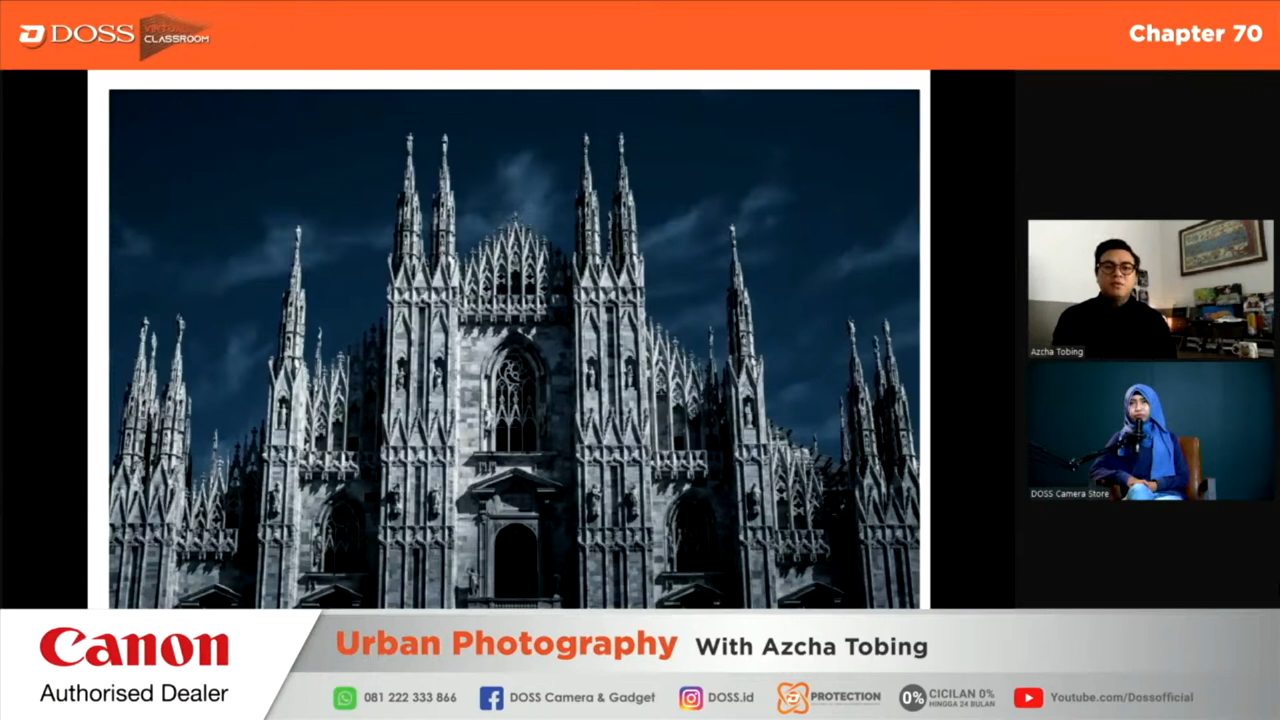 DOSS
VIRTUAL
CLASSROOM
Chapter 70
Azcha Tobing
DOSS Camera Store
Canon
Authorised Dealer
Urban Photography With Azcha Tobing
081 222 333 866
DOSS Camera & Gadget
DOSS.id
PROTECTION
0%
CICILAN 0%
HINGGA 24 BULAN
Youtube.com/Dossofficial